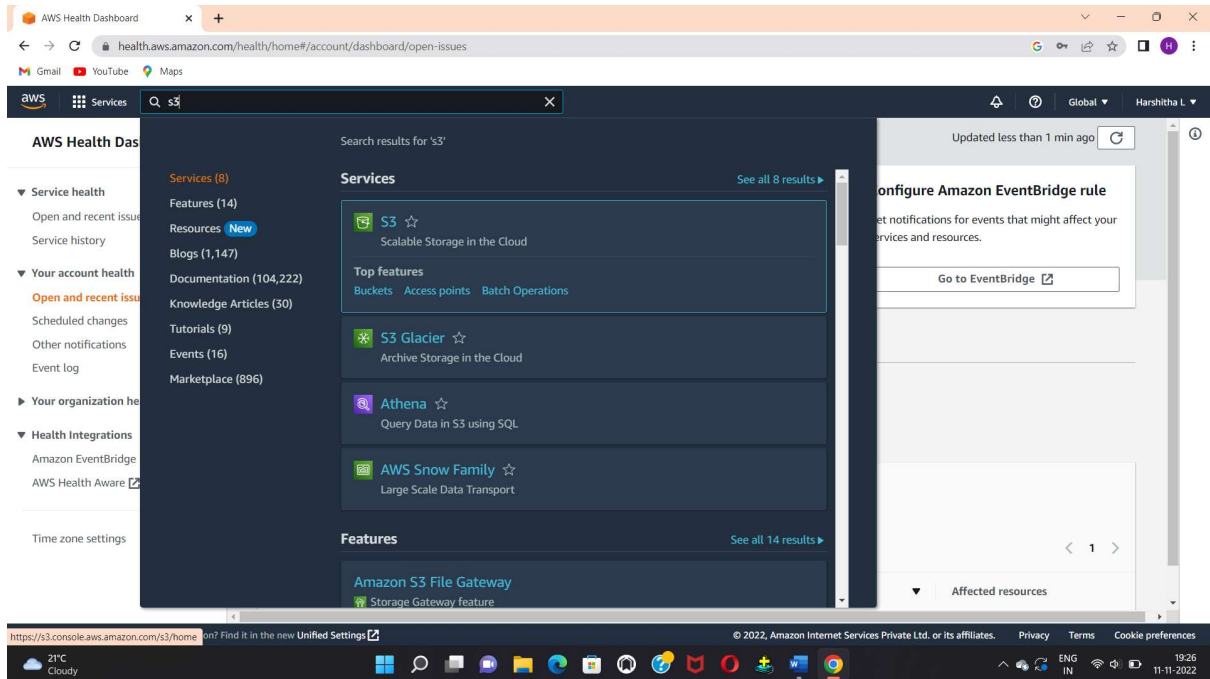 AWS Health Dashboard
health.aws.amazon.com/health/home#/account/dashboard/open-issues
G
H
Gmail
YouTube
Maps
aws
Services
s3
Global
Harshitha L
AWS Health Das
Service health
Open and recent issue
Service history
Your account health
Open and recent issu
Scheduled changes
Other notifications
Event log
Your organization he
Health Integrations
Amazon EventBridge
AWS Health Aware
Time zone settings
Search results for 's3'
Services (8)
Features (14)
Resources New
Blogs (1,147)
Documentation (104,222)
Knowledge Articles (30)
Tutorials (9)
Events (16)
Marketplace (896)
Services
See all 8 results
S3
Scalable Storage in the Cloud
Top features
Buckets Access points Batch Operations
S3 Glacier
Archive Storage in the Cloud
Athena
Query Data in S3 using SQL
AWS Snow Family
Large Scale Data Transport
Features
See all 14 results
Amazon S3 File Gateway
Storage Gateway feature
Updated less than 1 min ago
onfigure Amazon EventBridge rule
et notifications for events that might affect your
ervices and resources.
Go to EventBridge
1
Affected resources
https://s3.console.aws.amazon.com/s3/home
on? Find it in the new Unified Settings
© 2022, Amazon Internet Services Private Ltd. or its affiliates.
Privacy
Terms
Cookie preferences
21°C
Cloudy
ENG
IN
19:26
11-11-2022